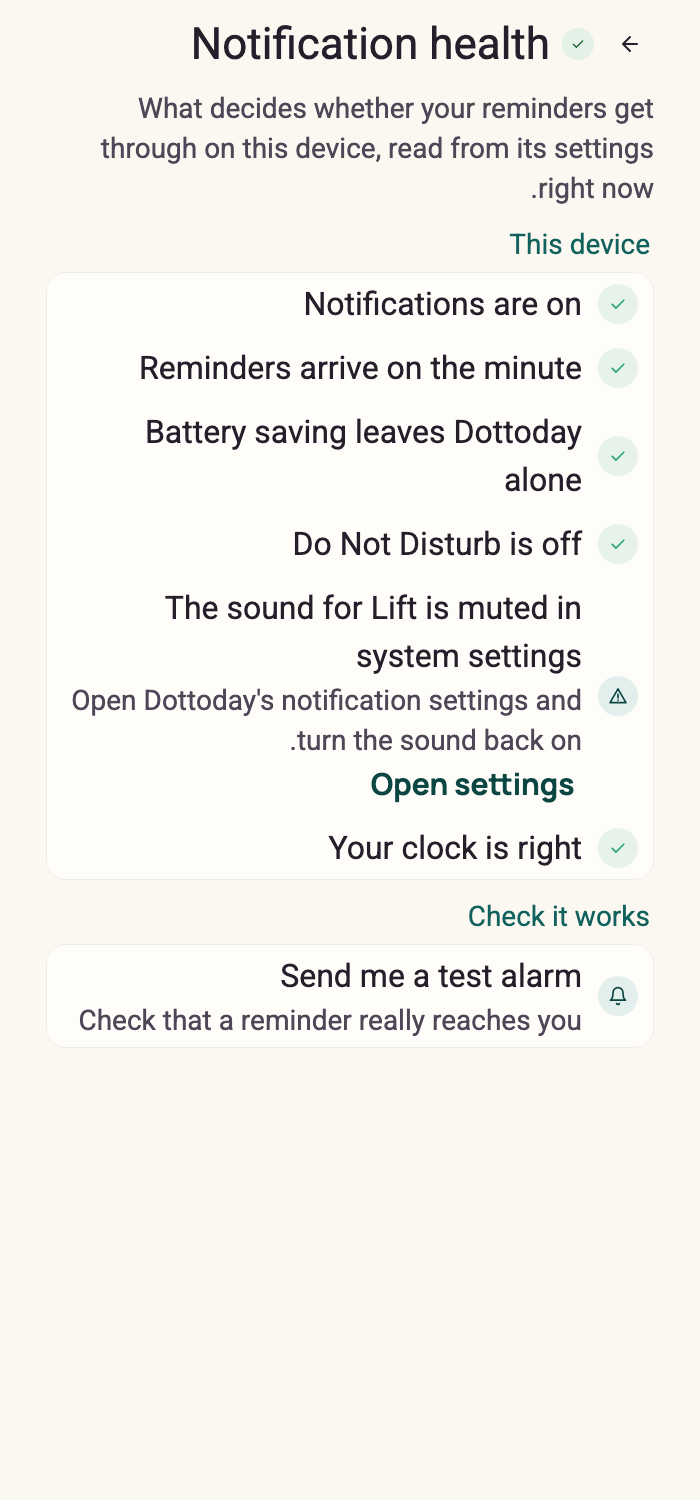 Notification health
What decides whether your reminders get
through on this device, read from its settings
.right now
This device
Notifications are on
Reminders arrive on the minute
Battery saving leaves Dottoday
alone
Do Not Disturb is off
The sound for Lift is muted in
system settings
Open Dottoday's notification settings and
.turn the sound back on
Open settings
Your clock is right
Check it works
Send me a test alarm
Check that a reminder really reaches you